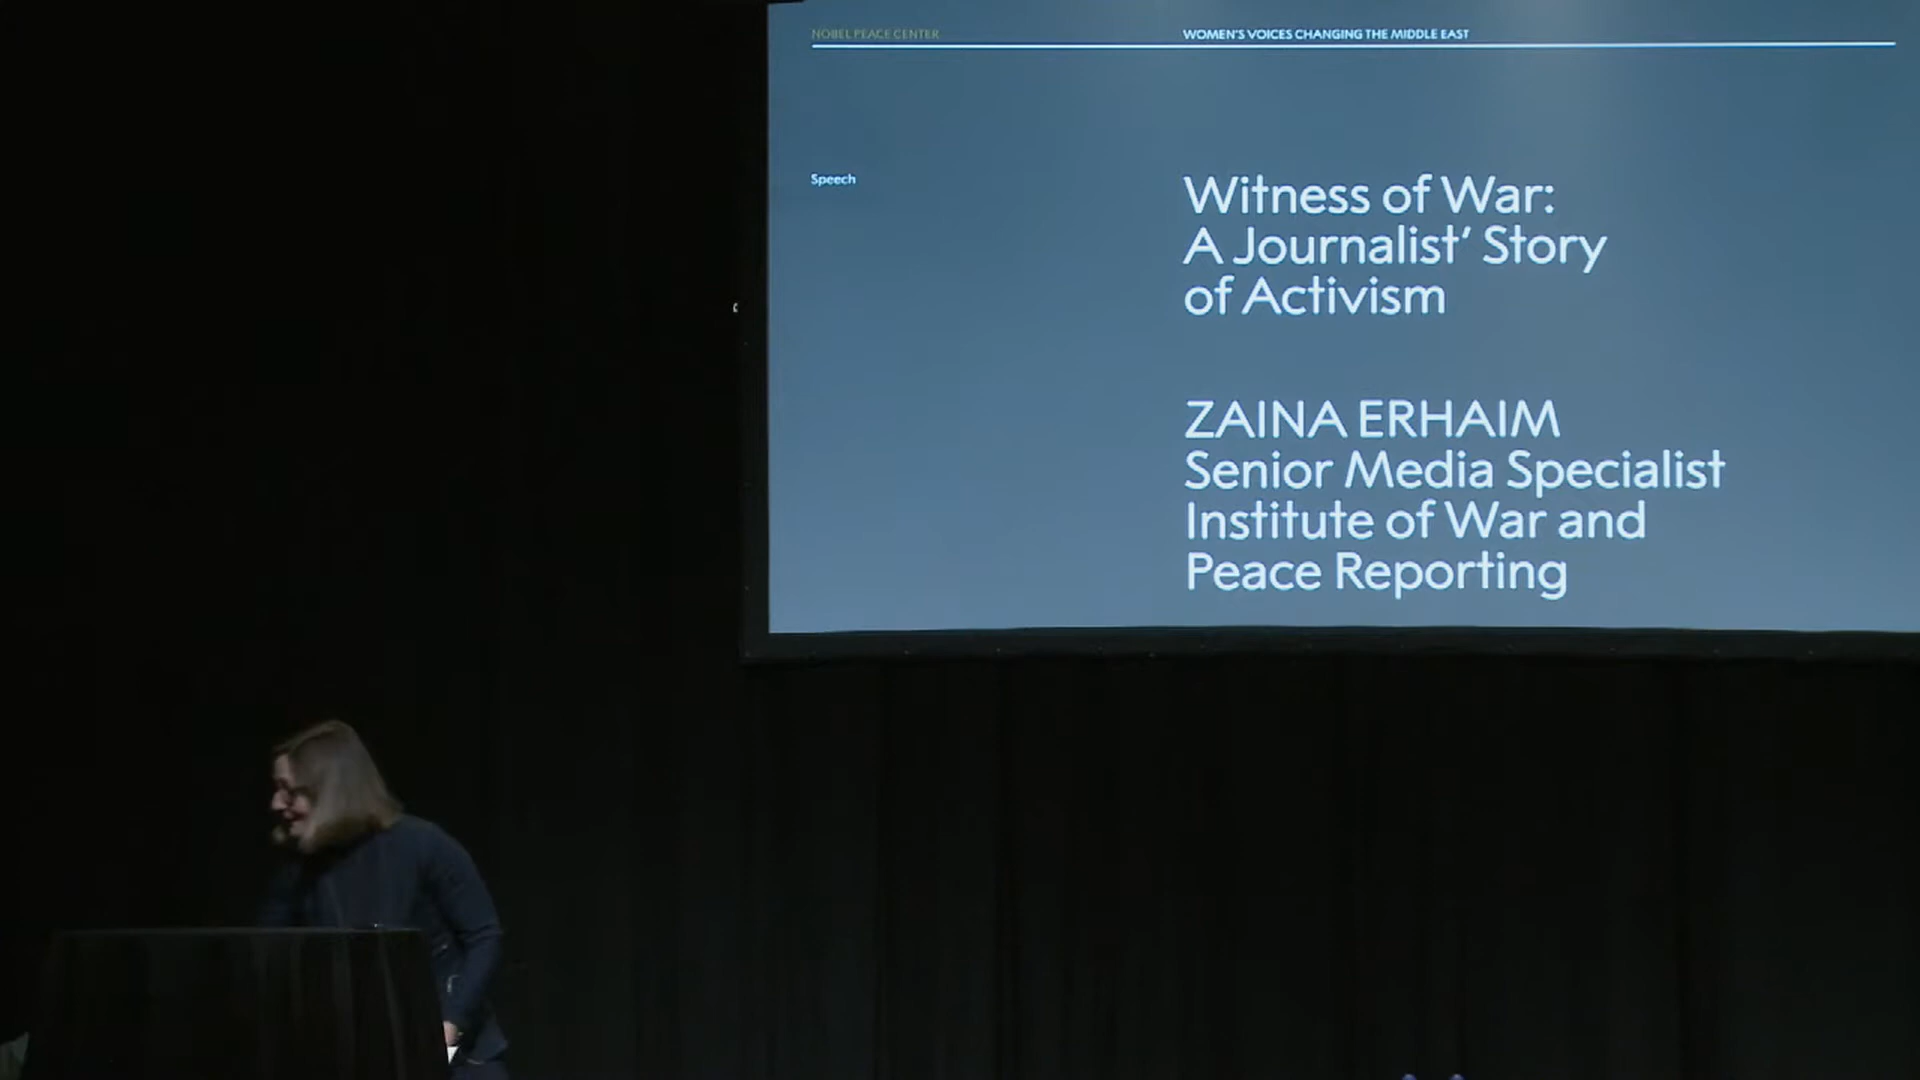 NOBEL PEACE CENTER
WOMEN'S VOICES CHANGING THE MIDDLE EAST
Speech
Witness of War:
A Journalist' Story
of Activism
ZAINA ERHAIM
Senior Media Specialist
Institute of War and
Peace Reporting